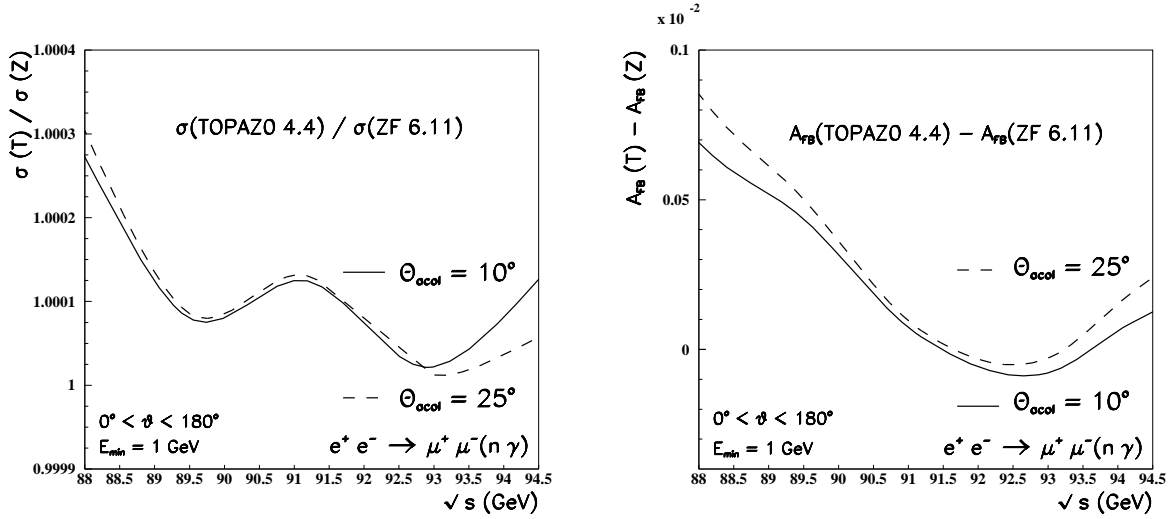 σ (T) / σ (Z)
1.0004
1.0003
1.0002
1.0001
1
0.9999
σ(TOPAZ0 4.4) / σ(ZF 6.11)
Θacol = 10°
Θacol = 25°
0° < ϑ < 180°
Emin = 1 GeV
e+ e− → μ+ μ−(n γ)
88 88.5 89 89.5 90 90.5 91 91.5 92 92.5 93 93.5 94 94.5
√ s (GeV)
x 10 -2
AFB (T) − AFB (Z)
0.1
0.05
0
AFB(TOPAZ0 4.4) − AFB(ZF 6.11)
Θacol = 25°
Θacol = 10°
0° < ϑ < 180°
Emin = 1 GeV
e+ e− → μ+ μ−(n γ)
88 88.5 89 89.5 90 90.5 91 91.5 92 92.5 93 93.5 94 94.5
√ s (GeV)